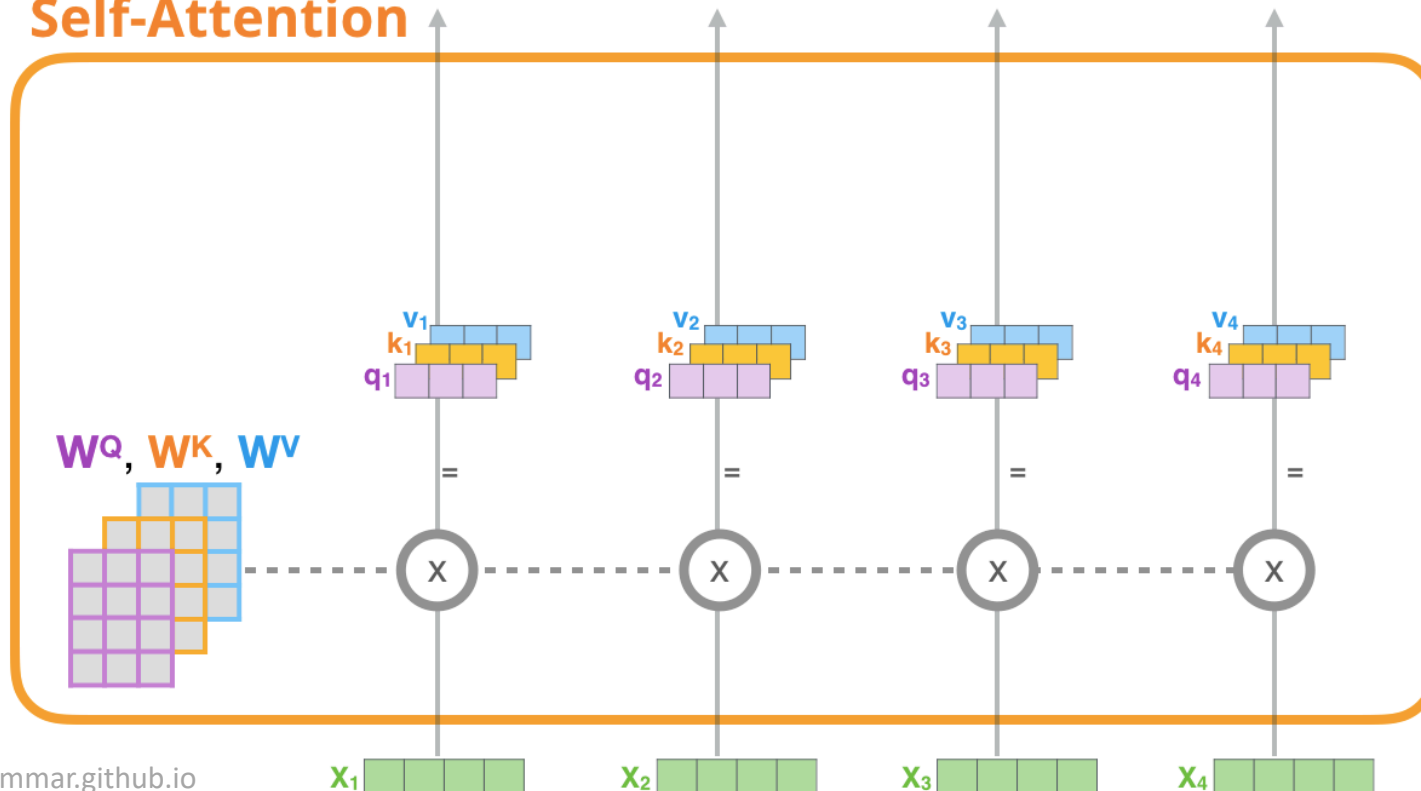 Self-Attention
v₁ v₂ v₃ v₄
k₁ k₂ k₃ k₄
q₁ q₂ q₃ q₄
Wᑫ, Wᴷ, Wⱽ
= = = =
X X X X
X₁ X₂ X₃ X₄
mmar.github.io